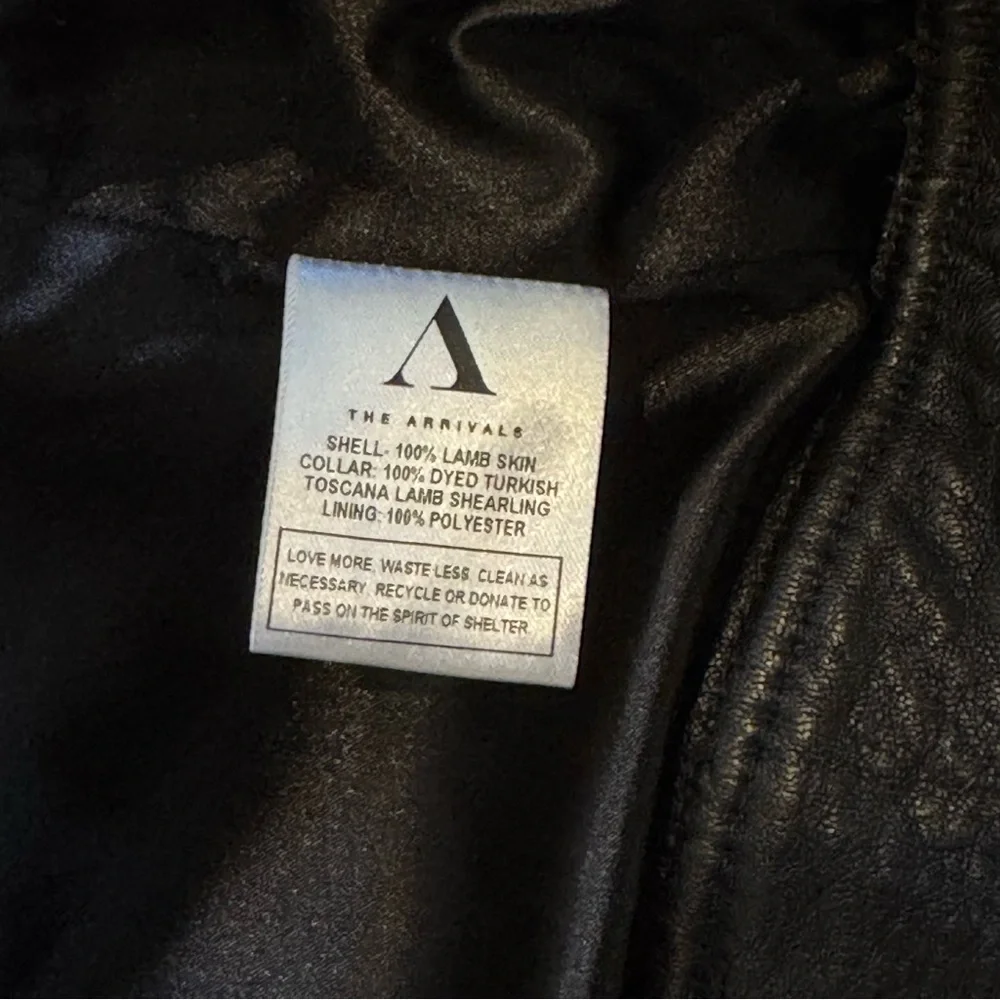 THE ARRIVALS
SHELL: 100% LAMB SKIN
COLLAR: 100% DYED TURKISH
TOSCANA LAMB SHEARLING
LINING: 100% POLYESTER
LOVE MORE, WASTE LESS. CLEAN AS
NECESSARY. RECYCLE OR DONATE TO
PASS ON THE SPIRIT OF SHELTER.